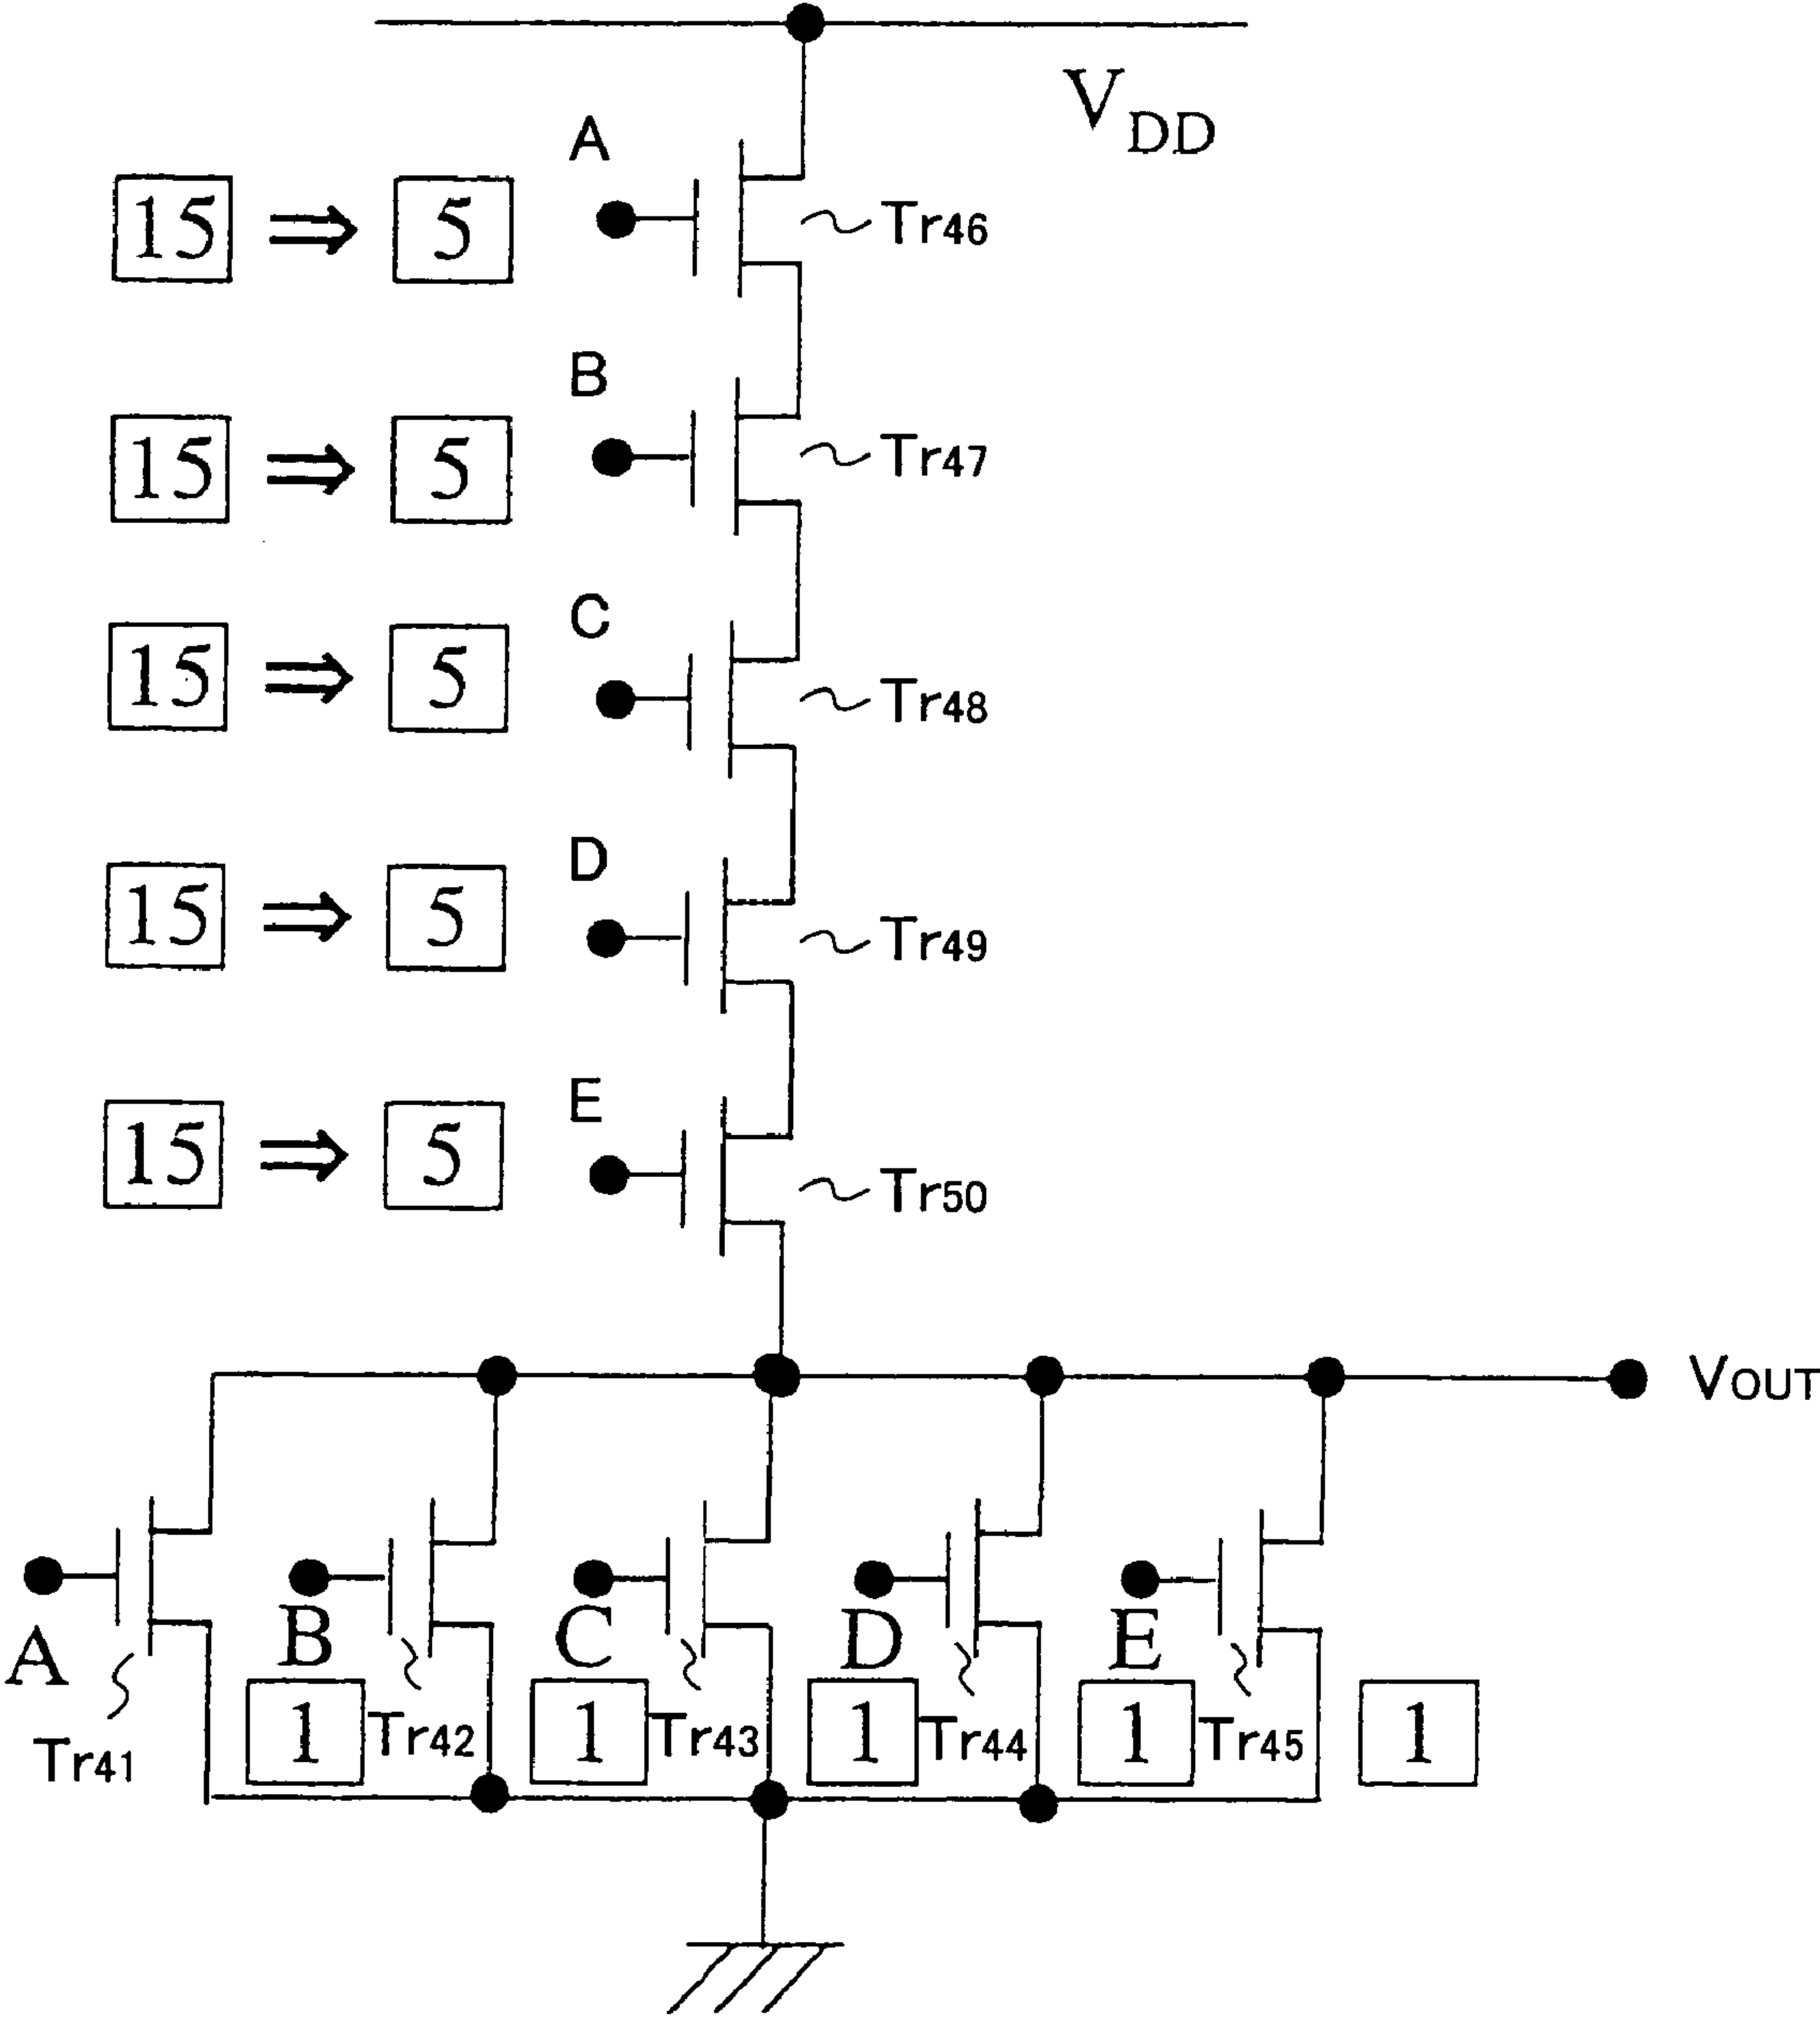 V_DD
A
15 ⇒ 5
Tr46
B
15 ⇒ 5
Tr47
C
15 ⇒ 5
Tr48
D
15 ⇒ 5
Tr49
E
15 ⇒ 5
Tr50
VOUT
A B C D E
Tr41 1 Tr42 1 Tr43 1 Tr44 1 Tr45 1